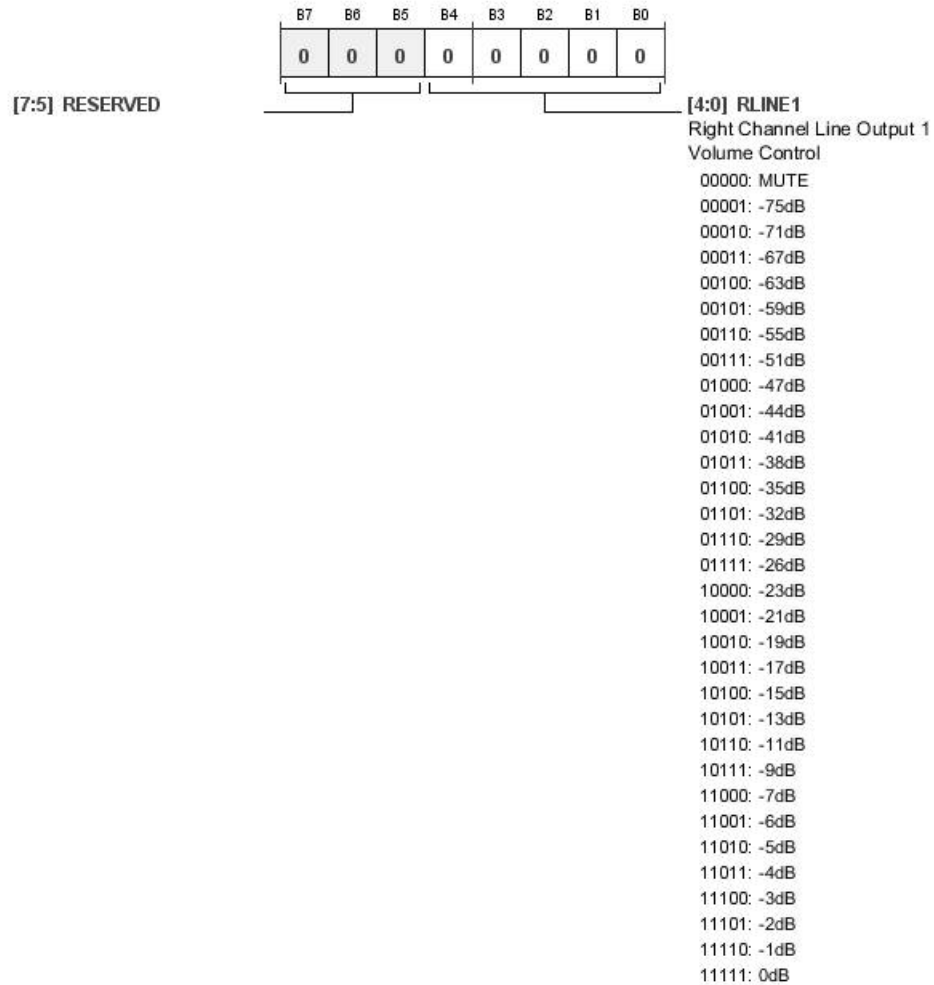 B7 B6 B5 B4 B3 B2 B1 B0
0 0 0 0 0 0 0 0
[7:5] RESERVED
[4:0] RLINE1
Right Channel Line Output 1
Volume Control
00000: MUTE
00001: -75dB
00010: -71dB
00011: -67dB
00100: -63dB
00101: -59dB
00110: -55dB
00111: -51dB
01000: -47dB
01001: -44dB
01010: -41dB
01011: -38dB
01100: -35dB
01101: -32dB
01110: -29dB
01111: -26dB
10000: -23dB
10001: -21dB
10010: -19dB
10011: -17dB
10100: -15dB
10101: -13dB
10110: -11dB
10111: -9dB
11000: -7dB
11001: -6dB
11010: -5dB
11011: -4dB
11100: -3dB
11101: -2dB
11110: -1dB
11111: 0dB